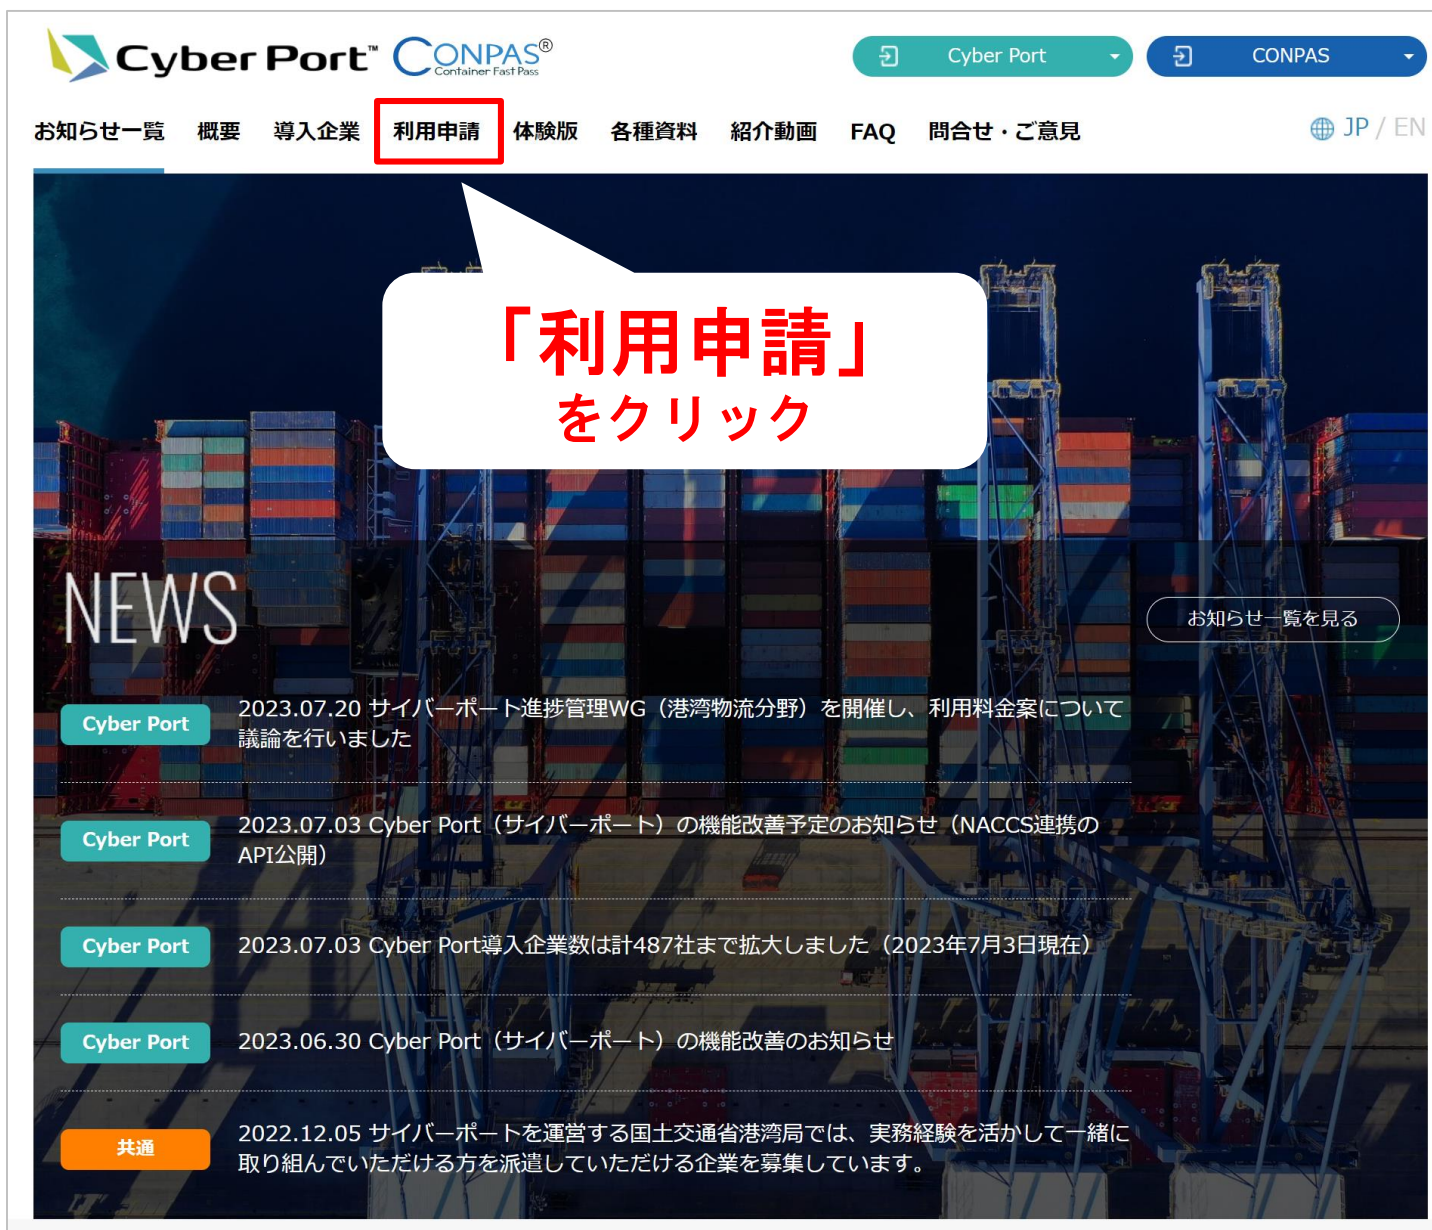 Cyber Port™ CONPAS®
Container Fast Pass
Cyber Port
CONPAS
お知らせ一覧 概要 導入企業 利用申請 体験版 各種資料 紹介動画 FAQ 問合せ・ご意見
JP / EN
「利用申請」
をクリック
NEWS
お知らせ一覧を見る
Cyber Port
2023.07.20 サイバーポート進捗管理WG（港湾物流分野）を開催し、利用料金案について
議論を行いました
Cyber Port
2023.07.03 Cyber Port（サイバーポート）の機能改善予定のお知らせ（NACCS連携の
API公開）
Cyber Port
2023.07.03 Cyber Port導入企業数は計487社まで拡大しました（2023年7月3日現在）
Cyber Port
2023.06.30 Cyber Port（サイバーポート）の機能改善のお知らせ
共通
2022.12.05 サイバーポートを運営する国土交通省港湾局では、実務経験を活かして一緒に
取り組んでいただける方を派遣していただける企業を募集しています。